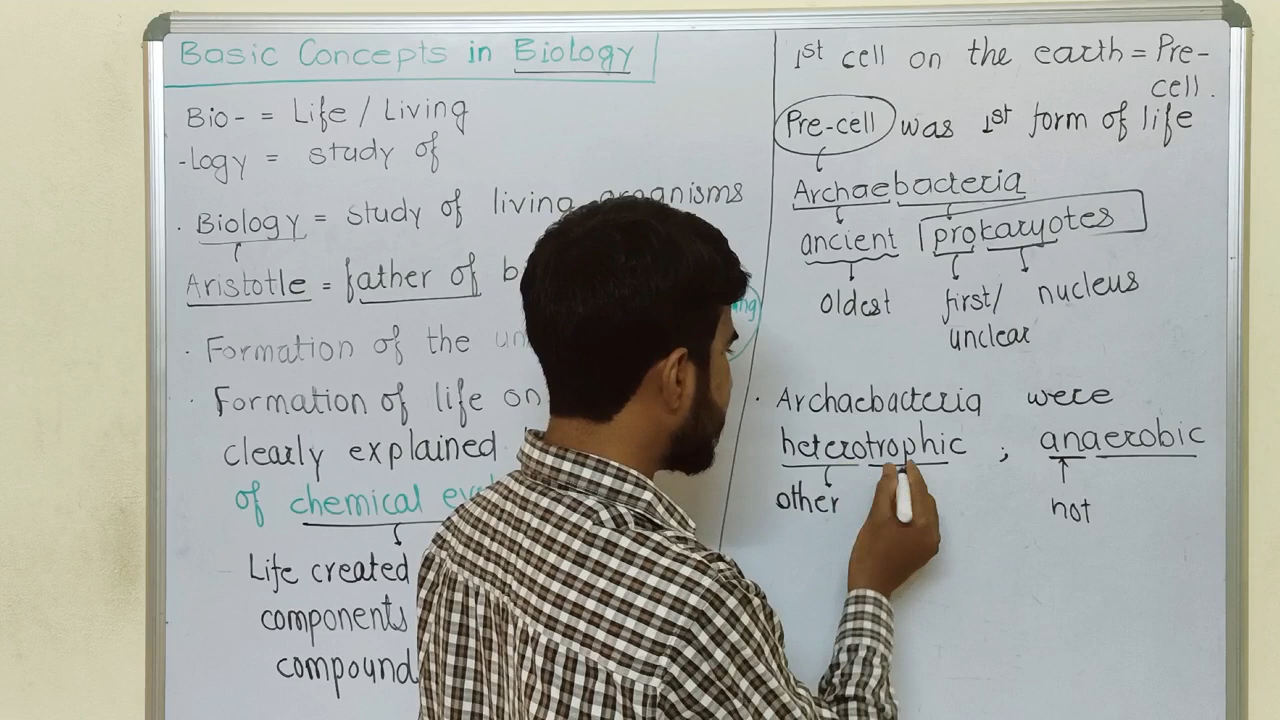 Basic Concepts in Biology
Bio- = Life / Living
-Logy = study of
. Biology = study of living organisms
Aristotle = father of
. Formation of the
. Formation of life on
clearly explained
of chemical
Life created
components
compound
1st cell on the earth = Pre-
cell.
Pre-cell was 1st form of life
Archaebacteria
ancient prokaryotes
oldest first/ nucleus
unclear
. Archaebacteria were
heterotrophic ; anaerobic
other not